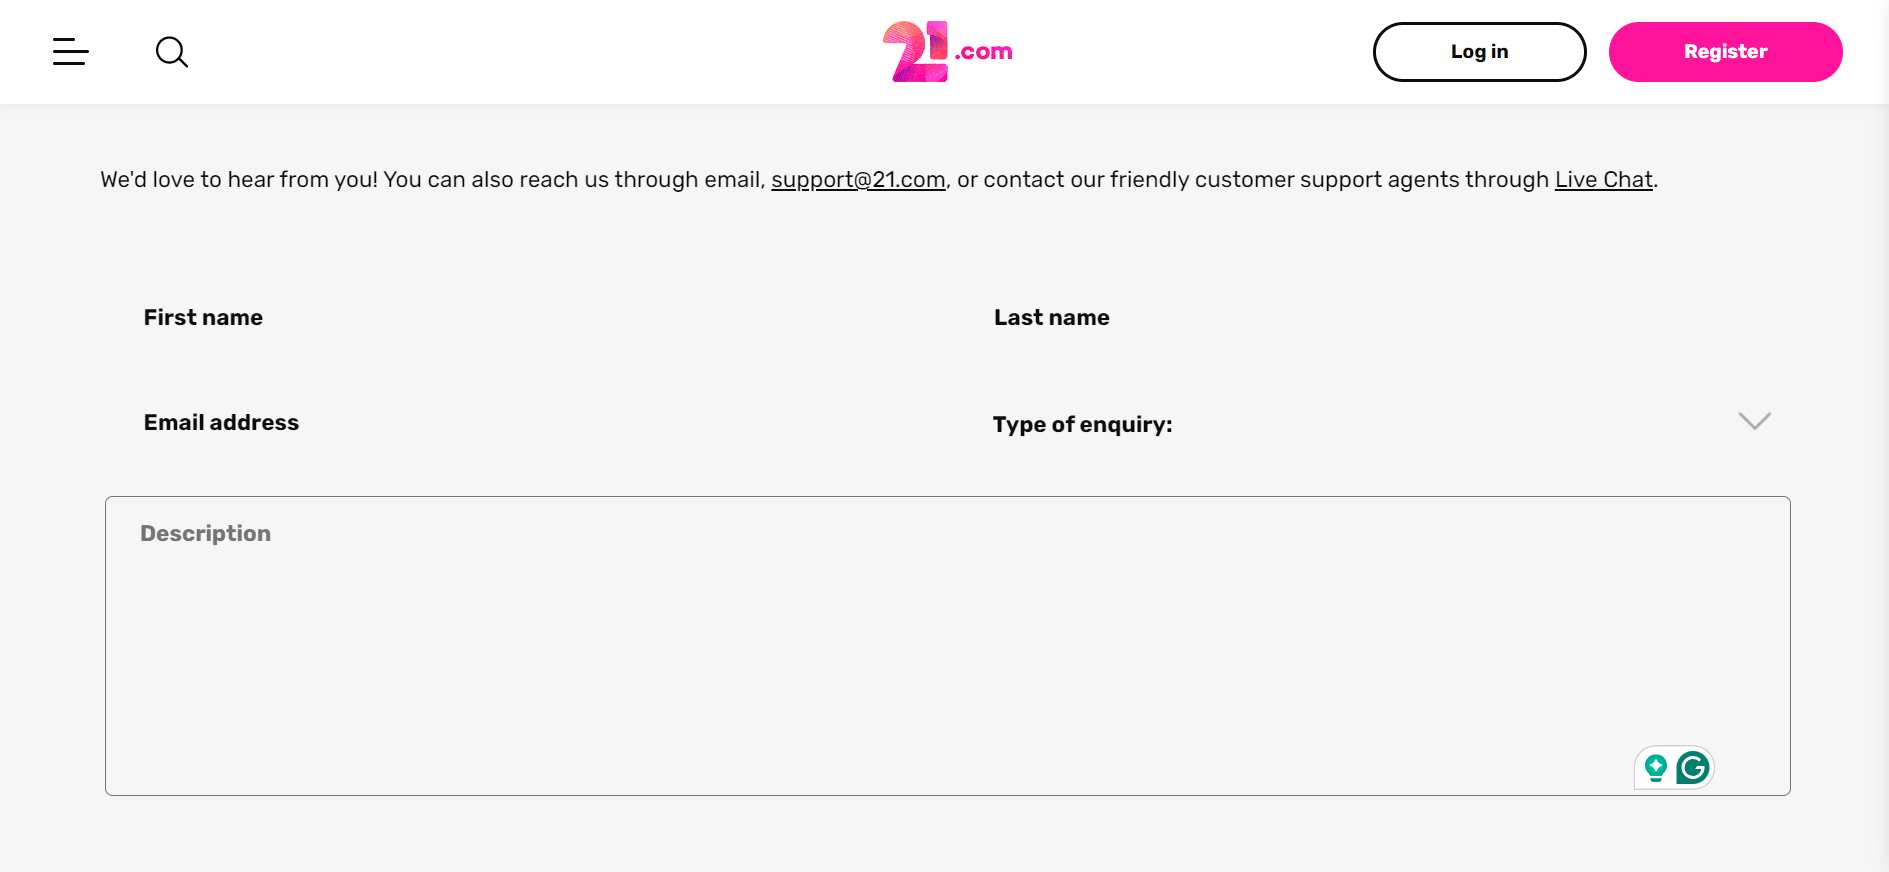 21.com
Log in
Register
We'd love to hear from you! You can also reach us through email, support@21.com, or contact our friendly customer support agents through Live Chat.
First name
Last name
Email address
Type of enquiry:
Description